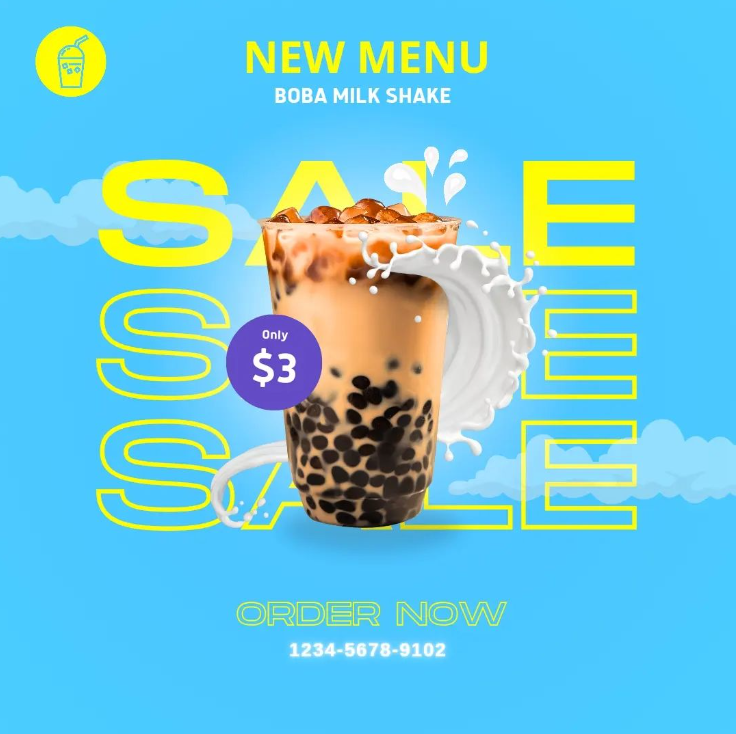 NEW MENU
BOBA MILK SHAKE
SALE
SALE
SALE
Only
$3
ORDER NOW
1234-5678-9102